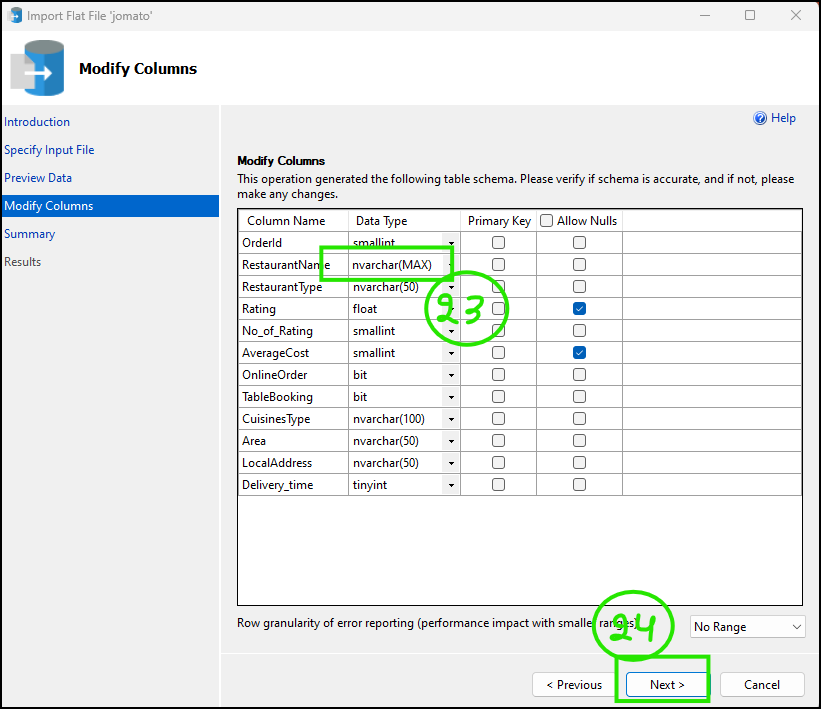 Import Flat File 'jomato'
Modify Columns
Introduction
Specify Input File
Preview Data
Modify Columns
Summary
Results
Help
Modify Columns
This operation generated the following table schema. Please verify if schema is accurate, and if not, please
make any changes.
Column Name Data Type Primary Key Allow Nulls
OrderId smallint
RestaurantName nvarchar(MAX)
RestaurantType nvarchar(50)
23
Rating float
No_of_Rating smallint
AverageCost smallint
OnlineOrder bit
TableBooking bit
CuisinesType nvarchar(100)
Area nvarchar(50)
LocalAddress nvarchar(50)
Delivery_time tinyint
Row granularity of error reporting (performance impact with smaller ranges) No Range
24
< Previous Next > Cancel